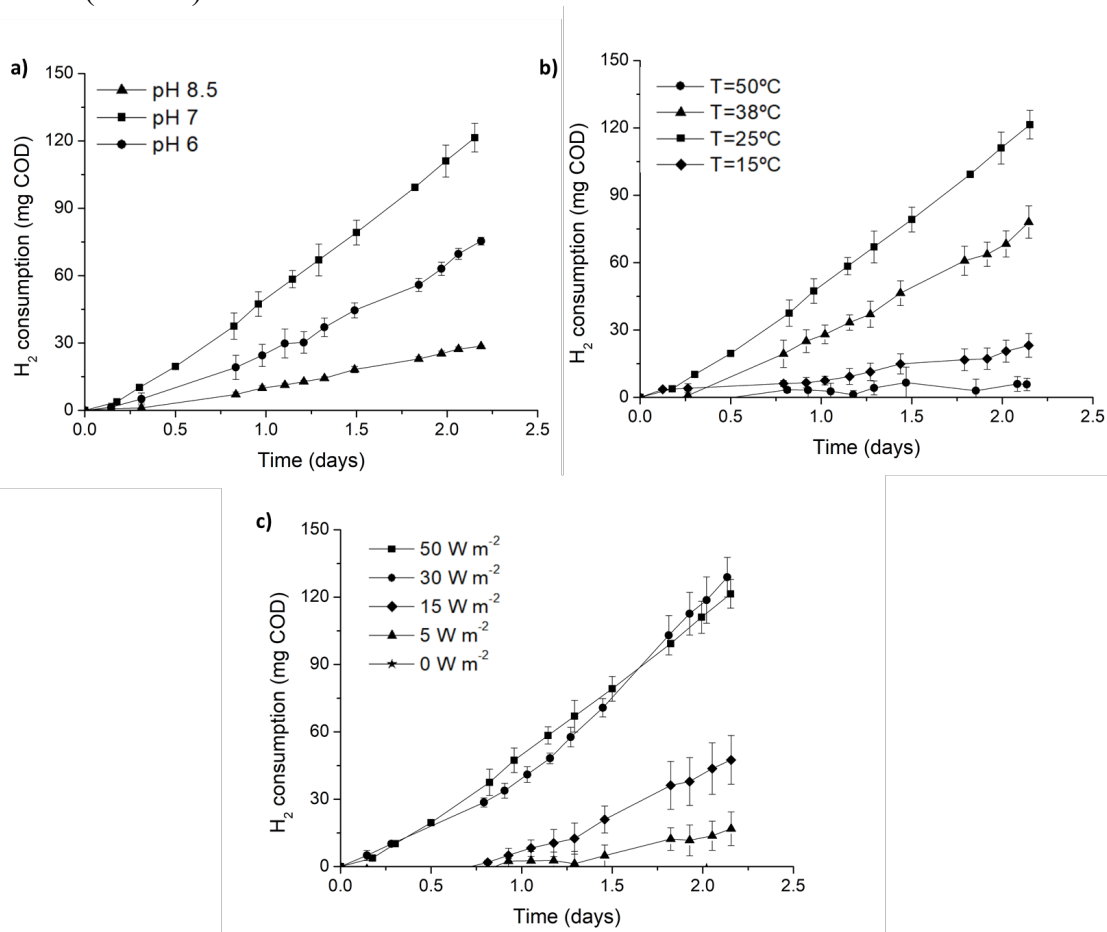 a)
150
120
90
60
30
0
H₂ consumption (mg COD)
pH 8.5
pH 7
pH 6
0.0 0.5 1.0 1.5 2.0 2.5
Time (days)
b)
150
120
90
60
30
0
H₂ consumption (mg COD)
T=50ºC
T=38ºC
T=25ºC
T=15ºC
0.0 0.5 1.0 1.5 2.0 2.5
Time (days)
c)
150
120
90
60
30
0
H₂ consumption (mg COD)
50 W m⁻²
30 W m⁻²
15 W m⁻²
5 W m⁻²
0 W m⁻²
0.0 0.5 1.0 1.5 2.0 2.5
Time (days)